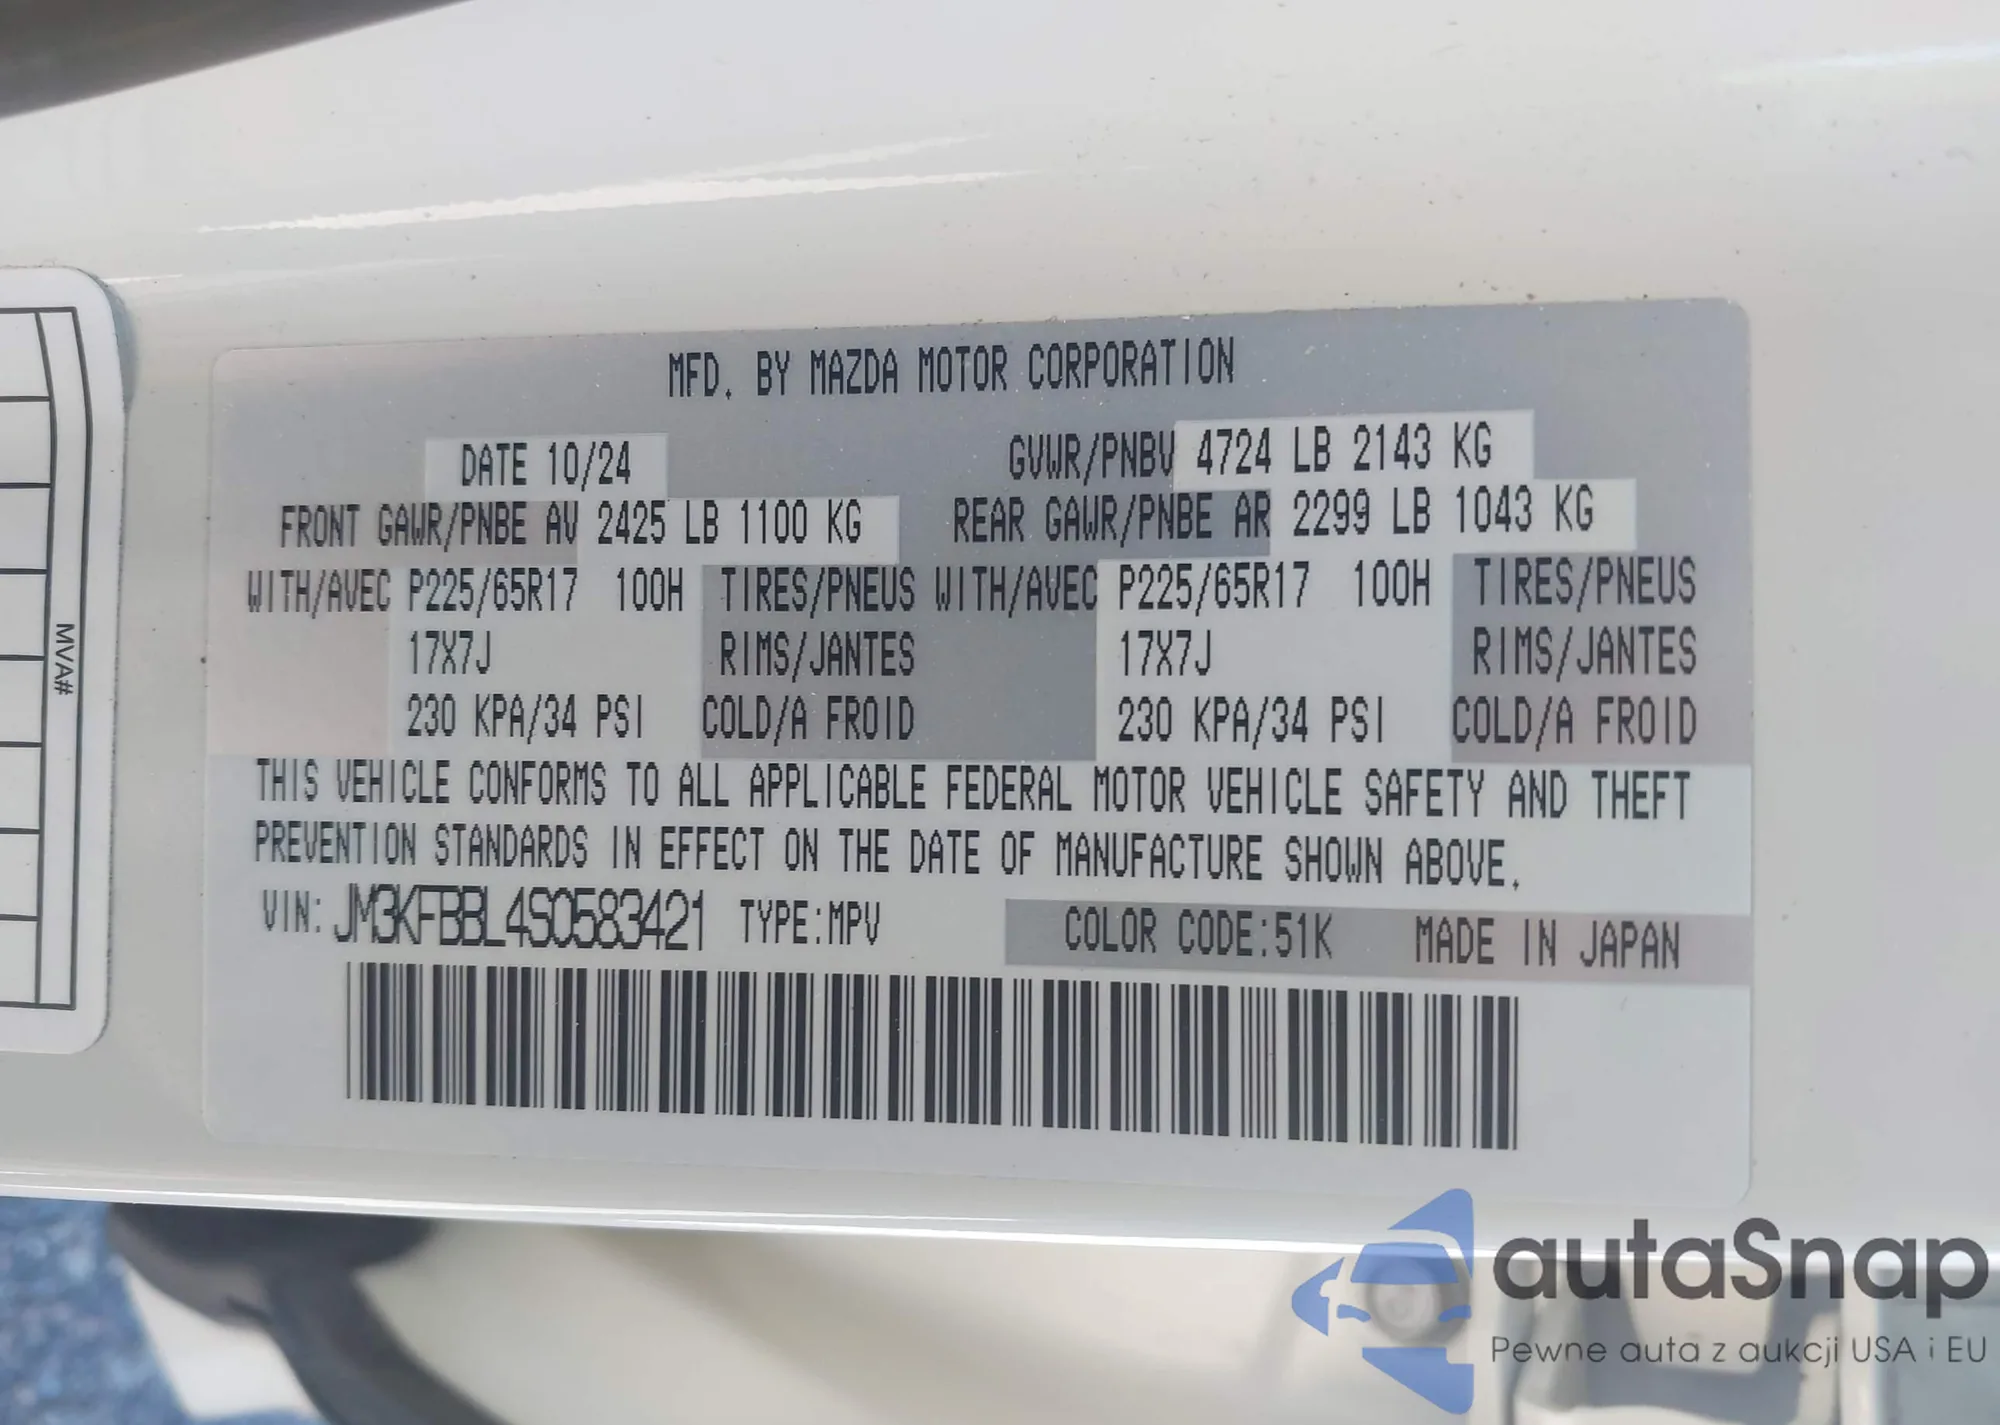 MFD. BY MAZDA MOTOR CORPORATION
DATE 10/24 GVWR/PNBV 4724 LB 2143 KG
FRONT GAWR/PNBE AV 2425 LB 1100 KG REAR GAWR/PNBE AR 2299 LB 1043 KG
WITH/AVEC P225/65R17 100H TIRES/PNEUS WITH/AVEC P225/65R17 100H TIRES/PNEUS
17X7J RIMS/JANTES 17X7J RIMS/JANTES
230 KPA/34 PSI COLD/A FROID 230 KPA/34 PSI COLD/A FROID
THIS VEHICLE CONFORMS TO ALL APPLICABLE FEDERAL MOTOR VEHICLE SAFETY AND THEFT
PREVENTION STANDARDS IN EFFECT ON THE DATE OF MANUFACTURE SHOWN ABOVE.
VIN: JM3KFBBL4S0583421 TYPE:MPV COLOR CODE:51K MADE IN JAPAN
MVA#
autaSnap
Pewne auta z aukcji USA i EU